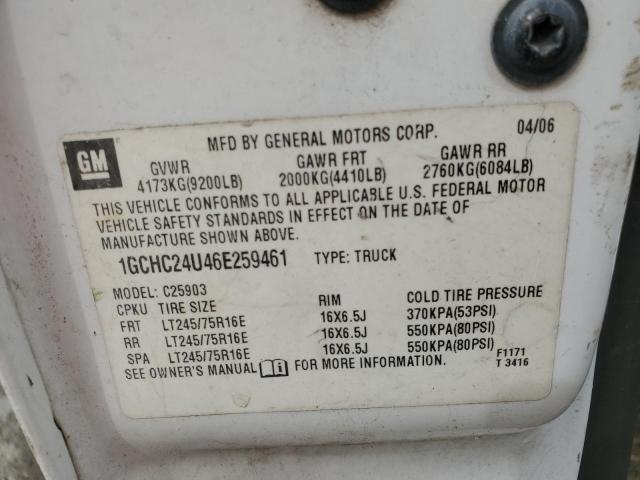 MFD BY GENERAL MOTORS CORP. 04/06
GM
GVWR GAWR FRT GAWR RR
4173KG(9200LB) 2000KG(4410LB) 2760KG(6084LB)
THIS VEHICLE CONFORMS TO ALL APPLICABLE U.S. FEDERAL MOTOR
VEHICLE SAFETY STANDARDS IN EFFECT ON THE DATE OF
MANUFACTURE SHOWN ABOVE.
1GCHC24U46E259461 TYPE: TRUCK
MODEL: C25903
CPKU TIRE SIZE RIM COLD TIRE PRESSURE
FRT LT245/75R16E 16X6.5J 370KPA(53PSI)
RR LT245/75R16E 16X6.5J 550KPA(80PSI)
SPA LT245/75R16E 16X6.5J 550KPA(80PSI)
SEE OWNER'S MANUAL FOR MORE INFORMATION. F1171
T 3416